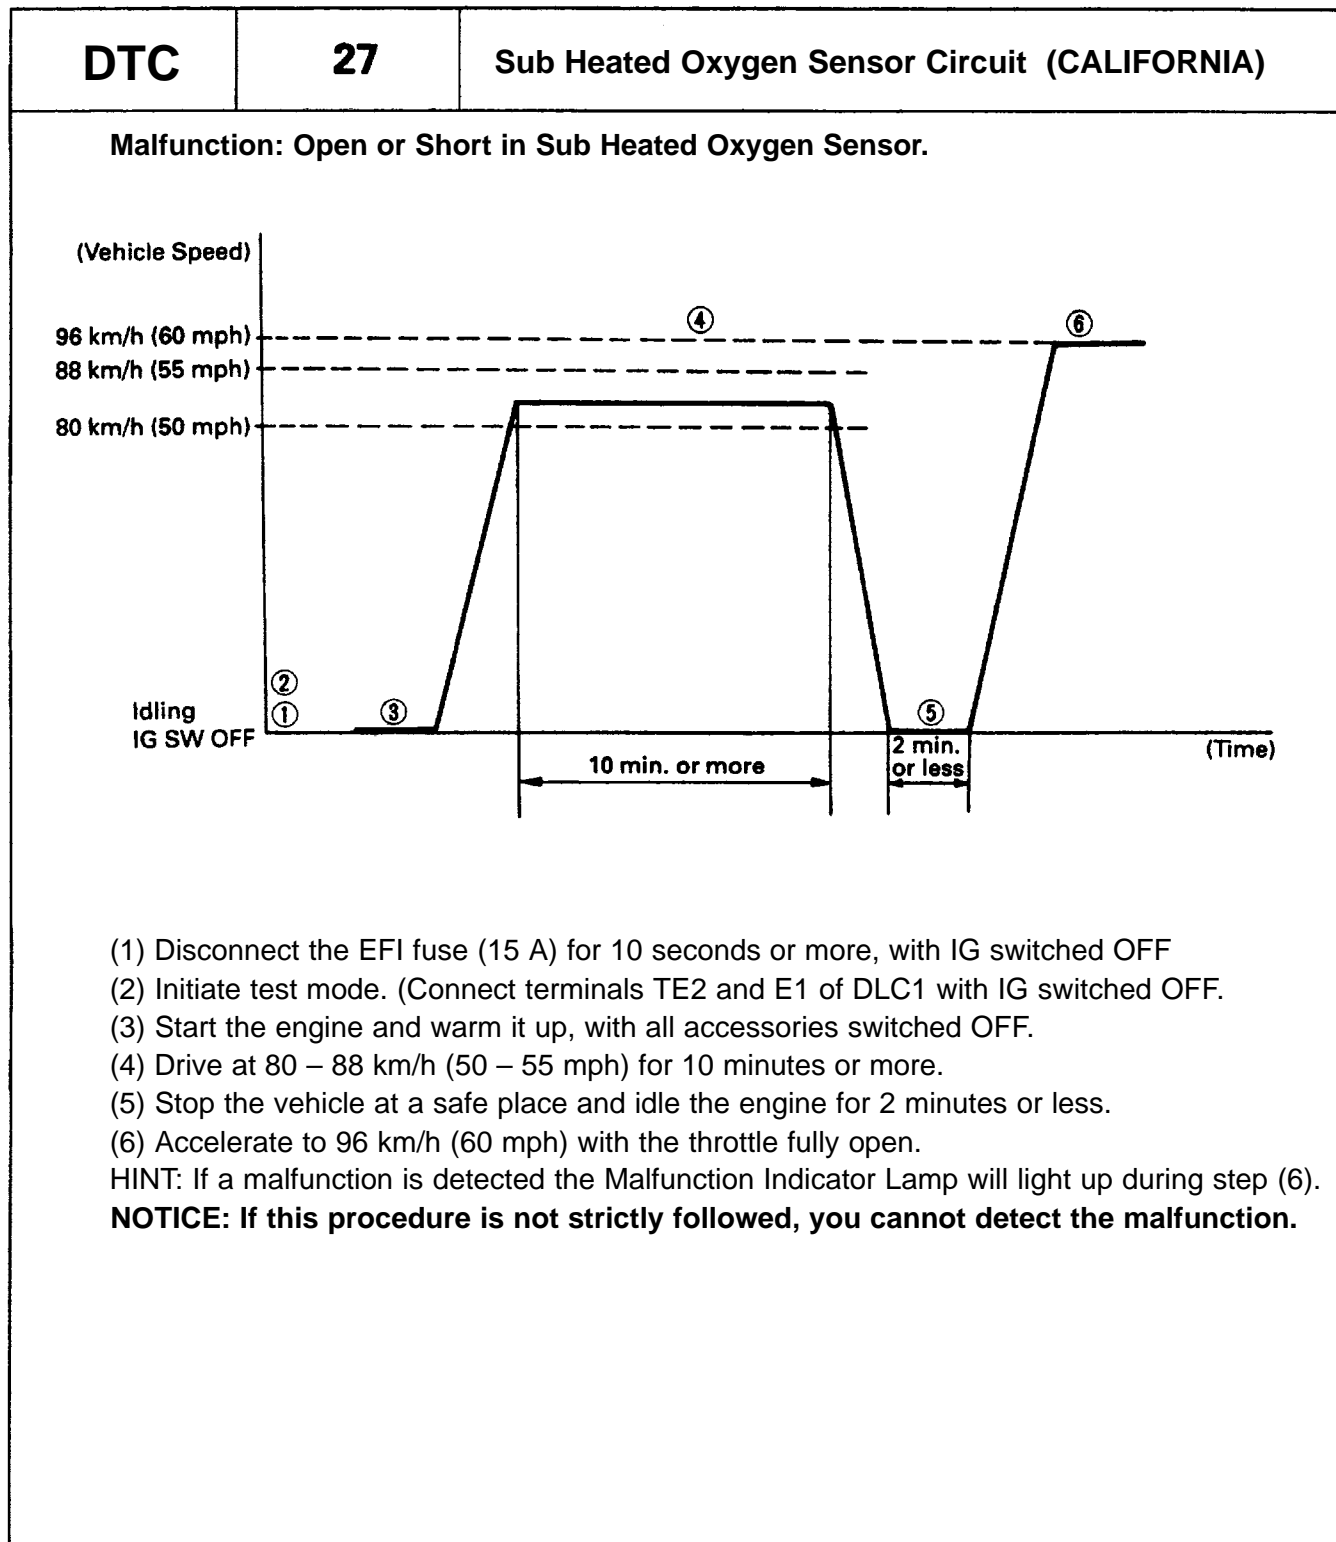 DTC 27 Sub Heated Oxygen Sensor Circuit (CALIFORNIA)
Malfunction: Open or Short in Sub Heated Oxygen Sensor.
(Vehicle Speed)
96 km/h (60 mph)
88 km/h (55 mph)
80 km/h (50 mph)
④
⑥
②
Idling ① ③ ⑤
IG SW OFF
(Time)
10 min. or more
2 min.
or less
(1) Disconnect the EFI fuse (15 A) for 10 seconds or more, with IG switched OFF
(2) Initiate test mode. (Connect terminals TE2 and E1 of DLC1 with IG switched OFF.
(3) Start the engine and warm it up, with all accessories switched OFF.
(4) Drive at 80 – 88 km/h (50 – 55 mph) for 10 minutes or more.
(5) Stop the vehicle at a safe place and idle the engine for 2 minutes or less.
(6) Accelerate to 96 km/h (60 mph) with the throttle fully open.
HINT: If a malfunction is detected the Malfunction Indicator Lamp will light up during step (6).
NOTICE: If this procedure is not strictly followed, you cannot detect the malfunction.